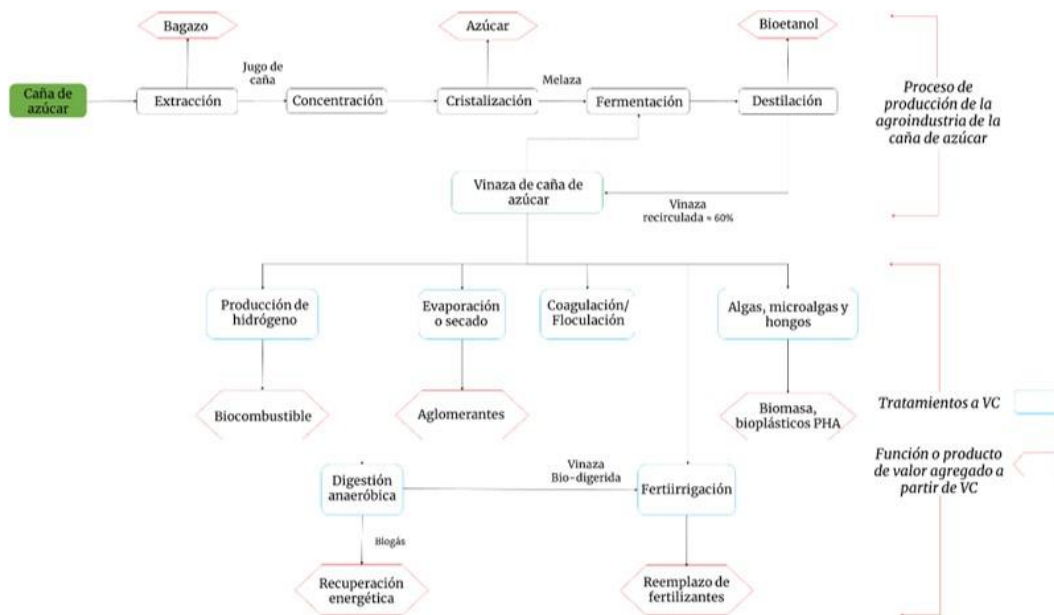 Bagazo
Azúcar
Bioetanol
Jugo de
caña
Melaza
Caña de
azúcar
Extracción
Concentración
Cristalización
Fermentación
Destilación
Proceso de
producción de la
agroindustria de la
caña de azúcar
Vinaza de caña de
azúcar
Vinaza
recirculada ≈ 60%
Producción de
hidrógeno
Evaporación
o secado
Coagulación/
Floculación
Algas, microalgas y
hongos
Biocombustible
Aglomerantes
Biomasa,
bioplásticos PHA
Tratamientos a VC
Función o producto
de valor agregado a
partir de VC
Digestión
anaeróbica
Vinaza
Bio-digerida
Fertiirrigación
Biogás
Recuperación
energética
Reemplazo de
fertilizantes